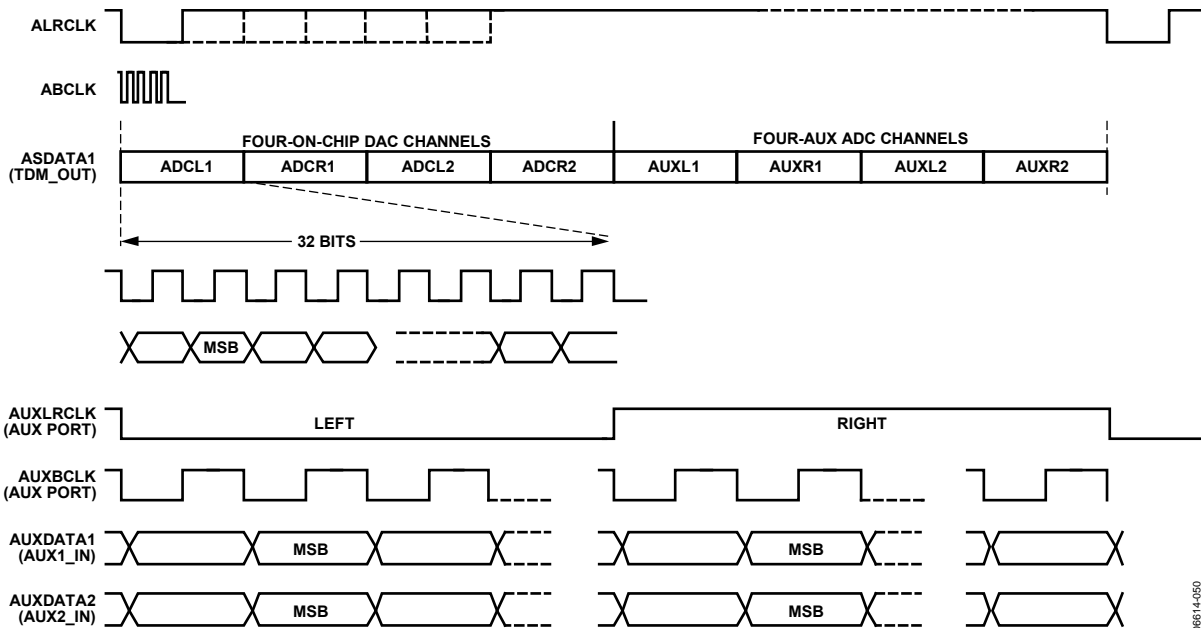 ALRCLK
ABCLK
FOUR-ON-CHIP DAC CHANNELS
FOUR-AUX ADC CHANNELS
ASDATA1
(TDM_OUT)
ADCL1
ADCR1
ADCL2
ADCR2
AUXL1
AUXR1
AUXL2
AUXR2
32 BITS
MSB
AUXLRCLK
(AUX PORT)
LEFT
RIGHT
AUXBCLK
(AUX PORT)
AUXDATA1
(AUX1_IN)
MSB
MSB
AUXDATA2
(AUX2_IN)
MSB
MSB
06614-050